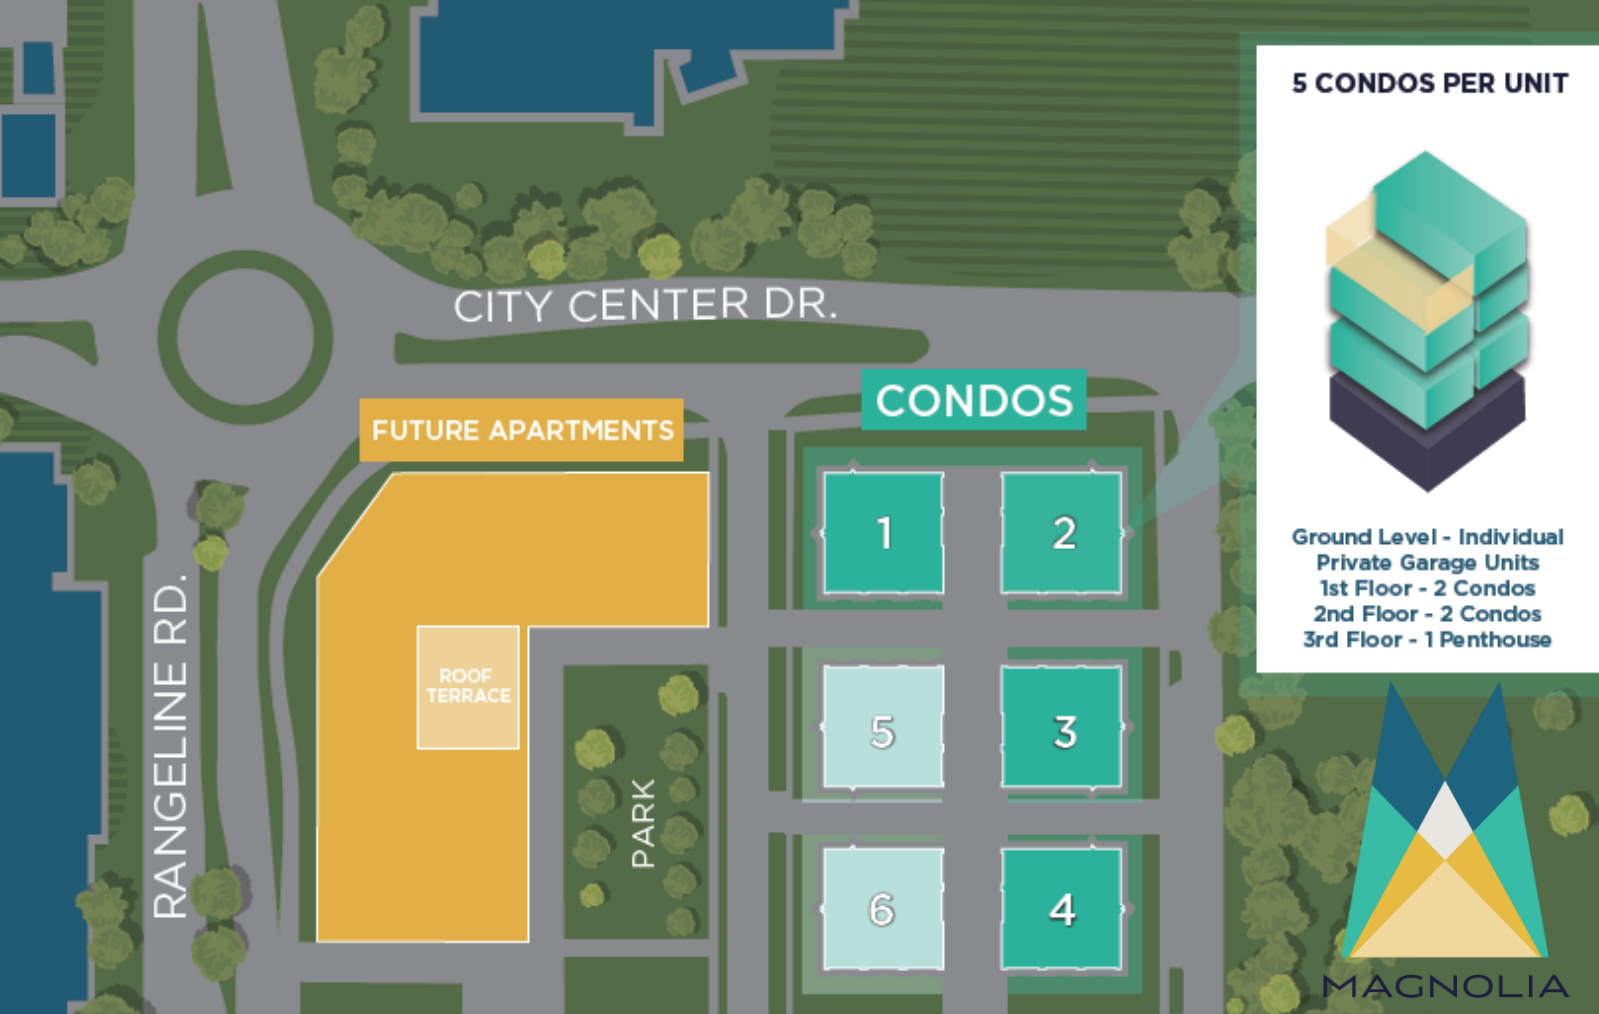 5 CONDOS PER UNIT
CITY CENTER DR.
CONDOS
FUTURE APARTMENTS
1
2
Ground Level - Individual
Private Garage Units
1st Floor - 2 Condos
2nd Floor - 2 Condos
3rd Floor - 1 Penthouse
RANGELINE RD.
ROOF
TERRACE
PARK
5
3
6
4
MAGNOLIA